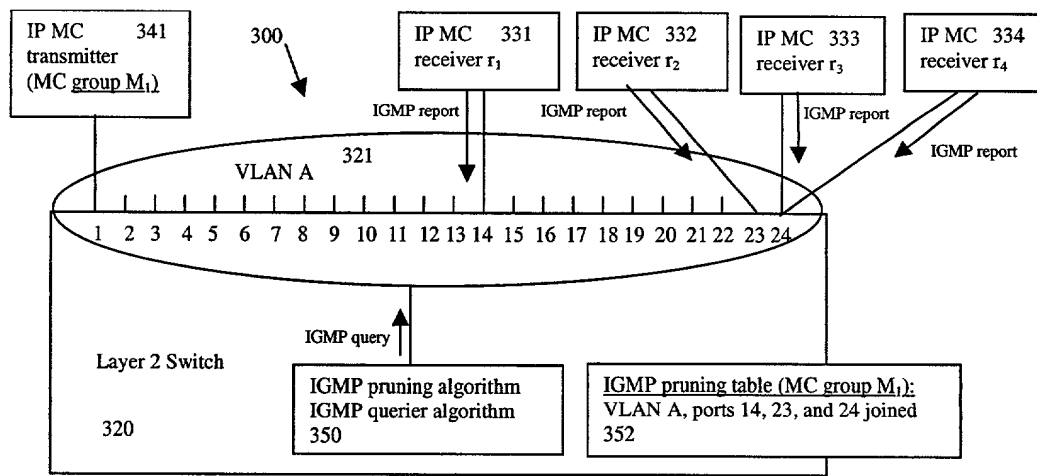 IP MC 341
transmitter
(MC group M1)
300
IP MC 331
receiver r1
IP MC 332
receiver r2
IP MC 333
receiver r3
IP MC 334
receiver r4
IGMP report
IGMP report
IGMP report
IGMP report
321
VLAN A
1 2 3 4 5 6 7 8 9 10 11 12 13 14 15 16 17 18 19 20 21 22 23 24
IGMP query
Layer 2 Switch
320
IGMP pruning algorithm
IGMP querier algorithm
350
IGMP pruning table (MC group M1):
VLAN A, ports 14, 23, and 24 joined
352